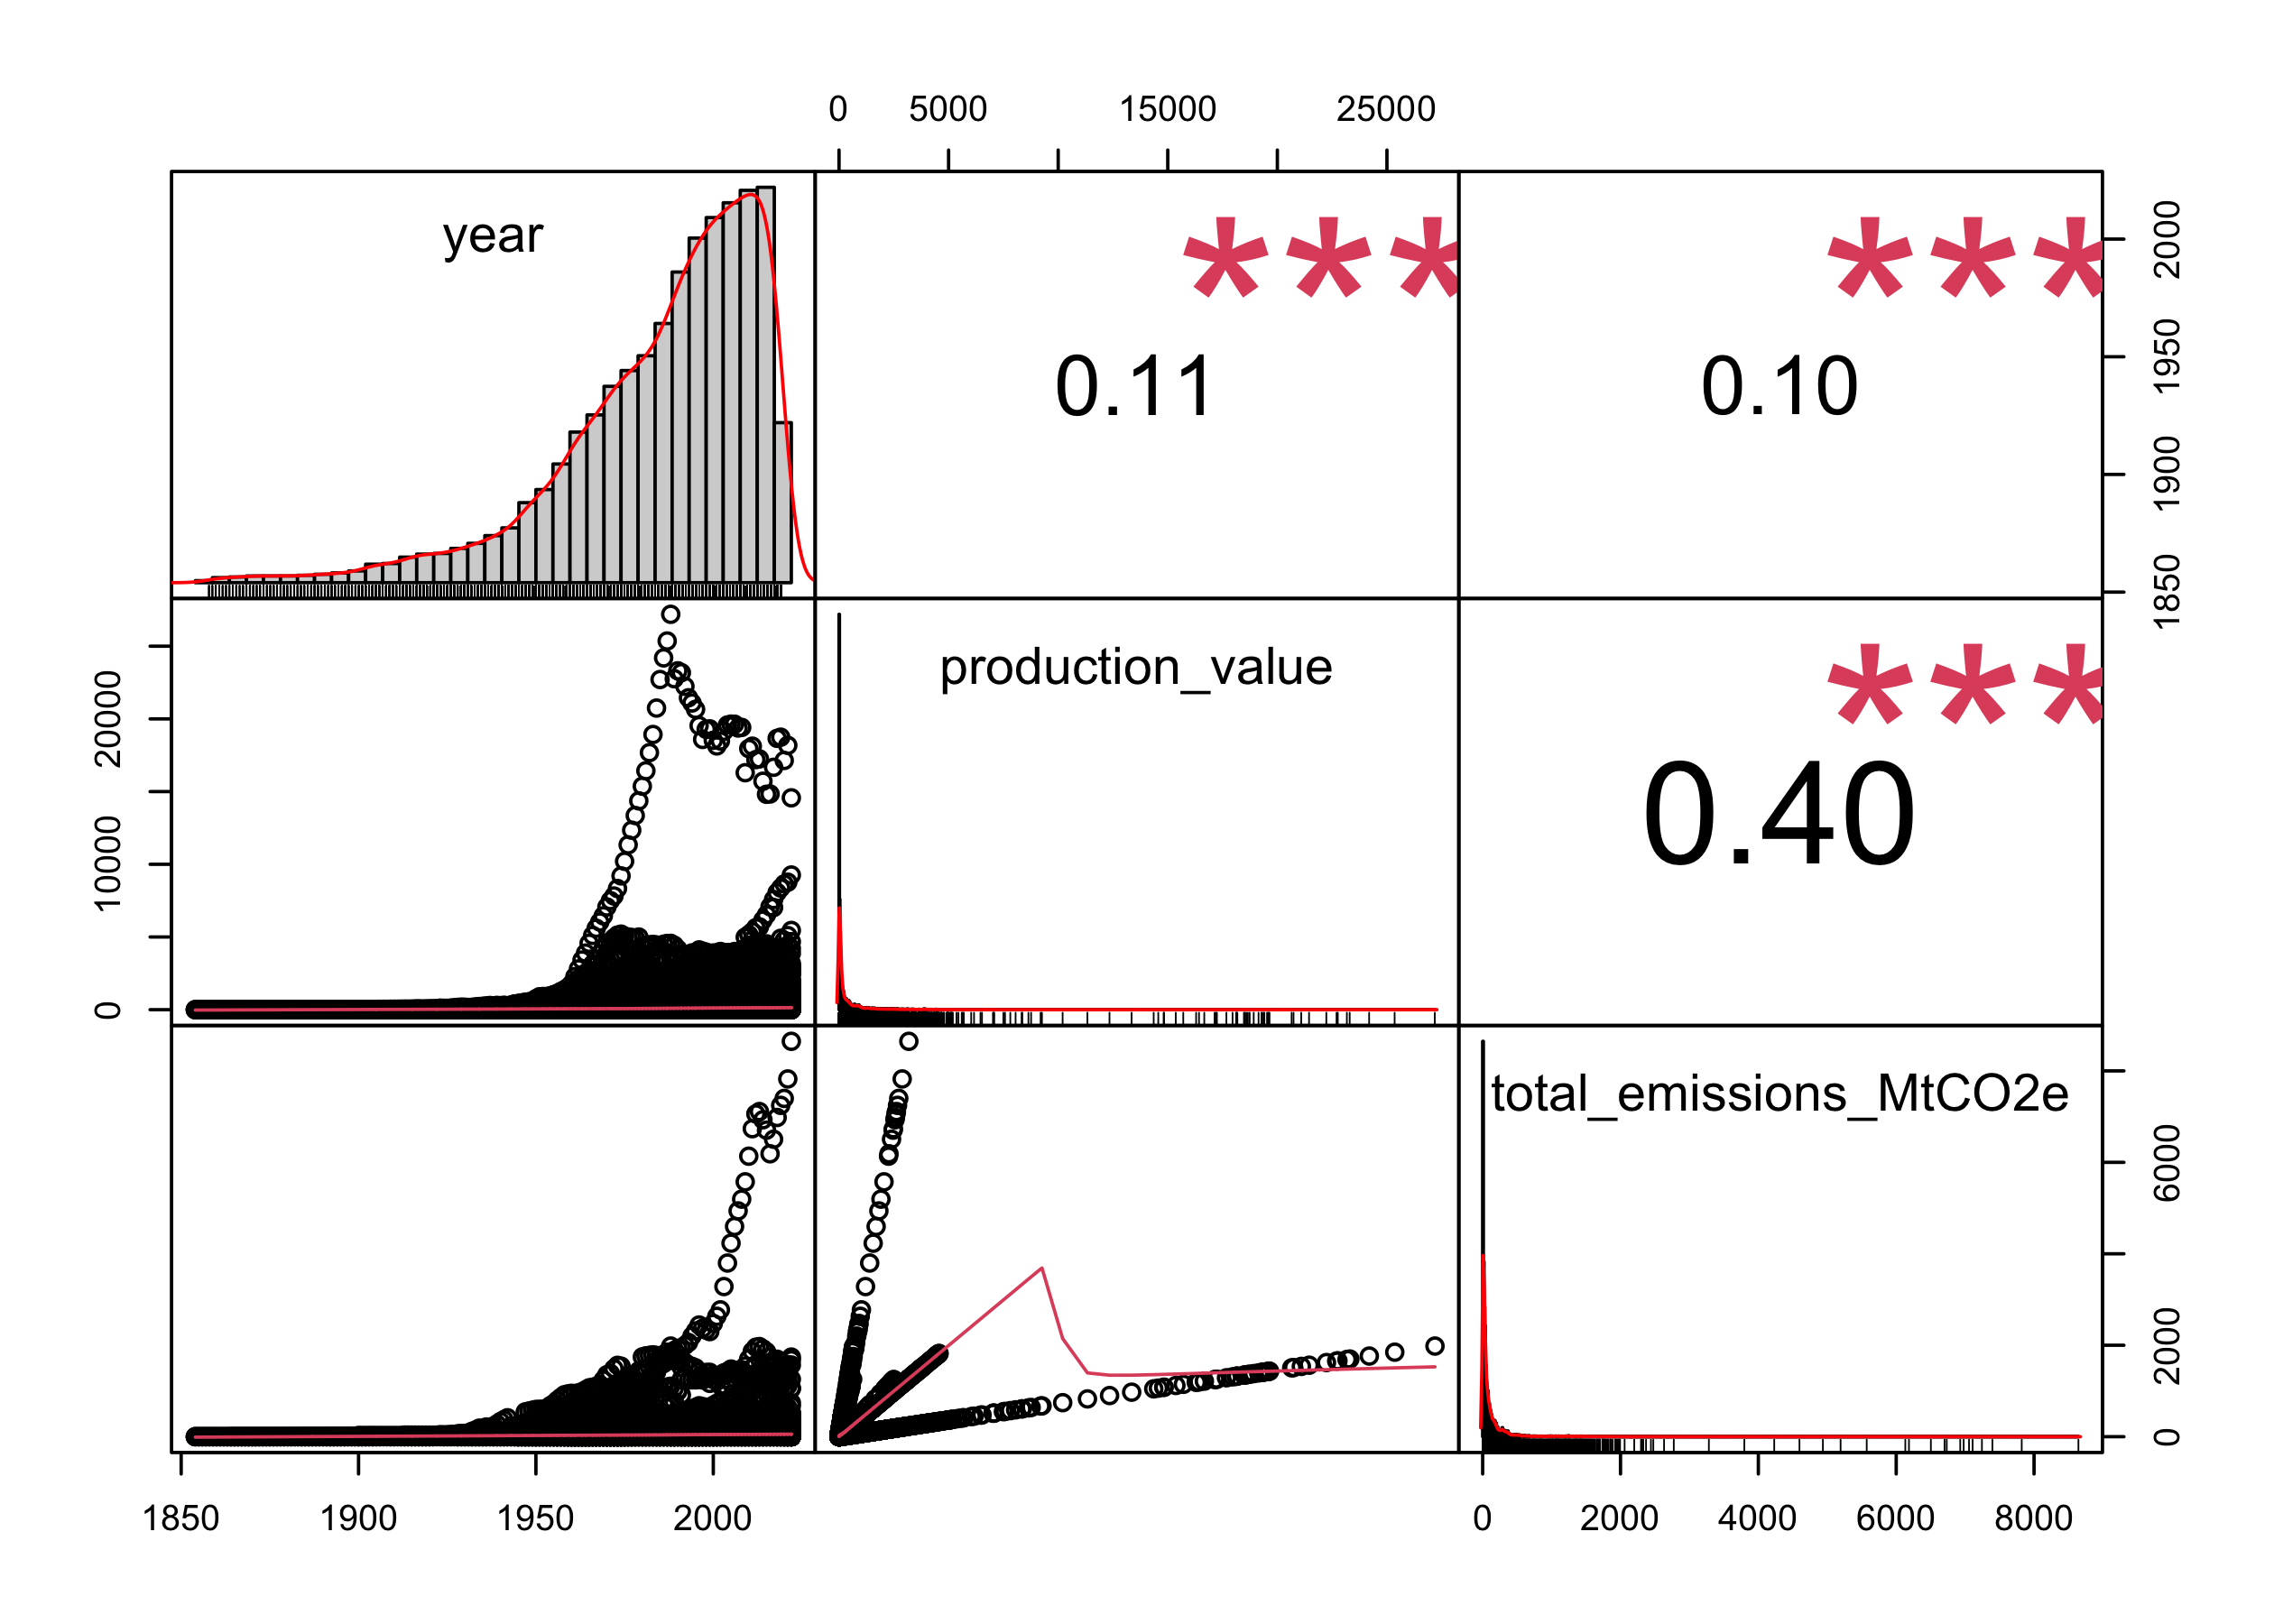 0 5000 15000 25000
year
***
0.11
***
0.10
1850 1900 1950 2000
0 10000 20000
production_value
***
0.40
total_emissions_MtCO2e
0 2000 6000
1850 1900 1950 2000
0 2000 4000 6000 8000